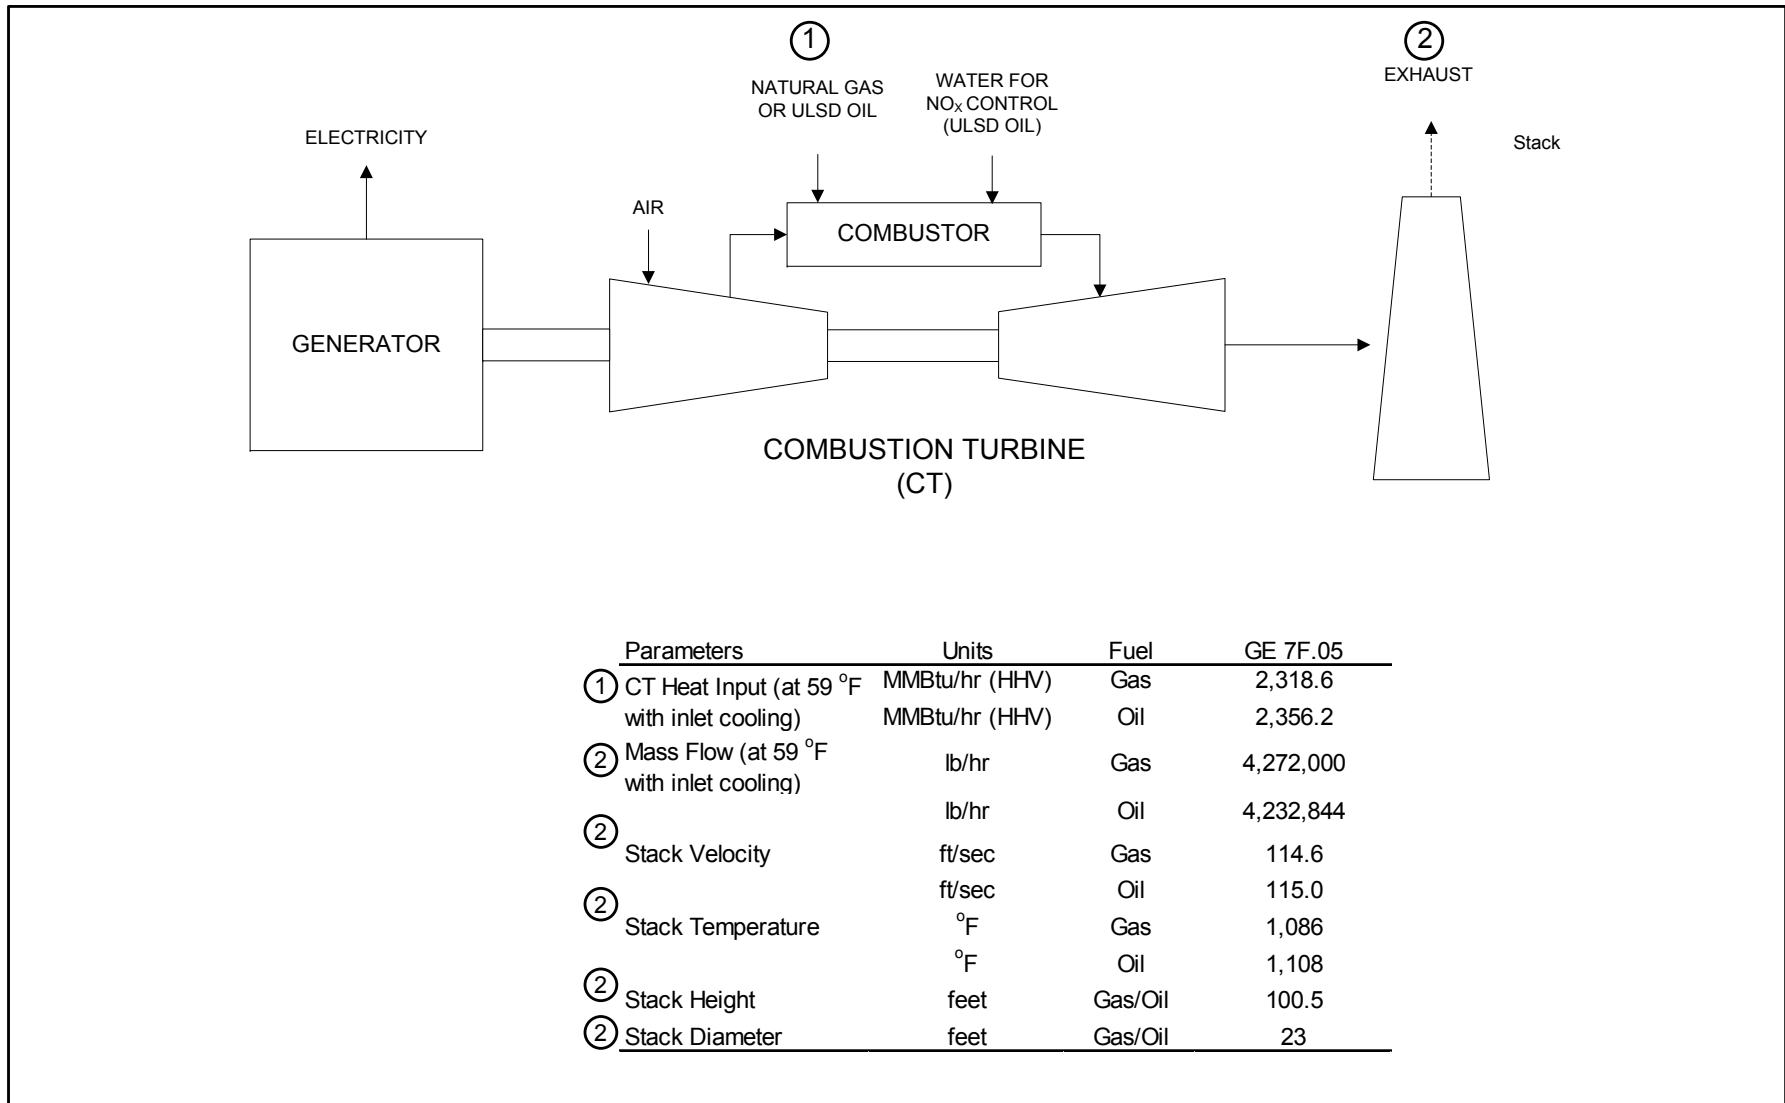 1
2
EXHAUST
NATURAL GAS
OR ULSD OIL
WATER FOR
NOX CONTROL
(ULSD OIL)
ELECTRICITY
Stack
AIR
COMBUSTOR
GENERATOR
COMBUSTION TURBINE
(CT)
Parameters Units Fuel GE 7F.05
1 CT Heat Input (at 59 °F MMBtu/hr (HHV) Gas 2,318.6
with inlet cooling) MMBtu/hr (HHV) Oil 2,356.2
2 Mass Flow (at 59 °F
with inlet cooling) lb/hr Gas 4,272,000
lb/hr Oil 4,232,844
2 Stack Velocity ft/sec Gas 114.6
ft/sec Oil 115.0
2 Stack Temperature °F Gas 1,086
°F Oil 1,108
2 Stack Height feet Gas/Oil 100.5
2 Stack Diameter feet Gas/Oil 23